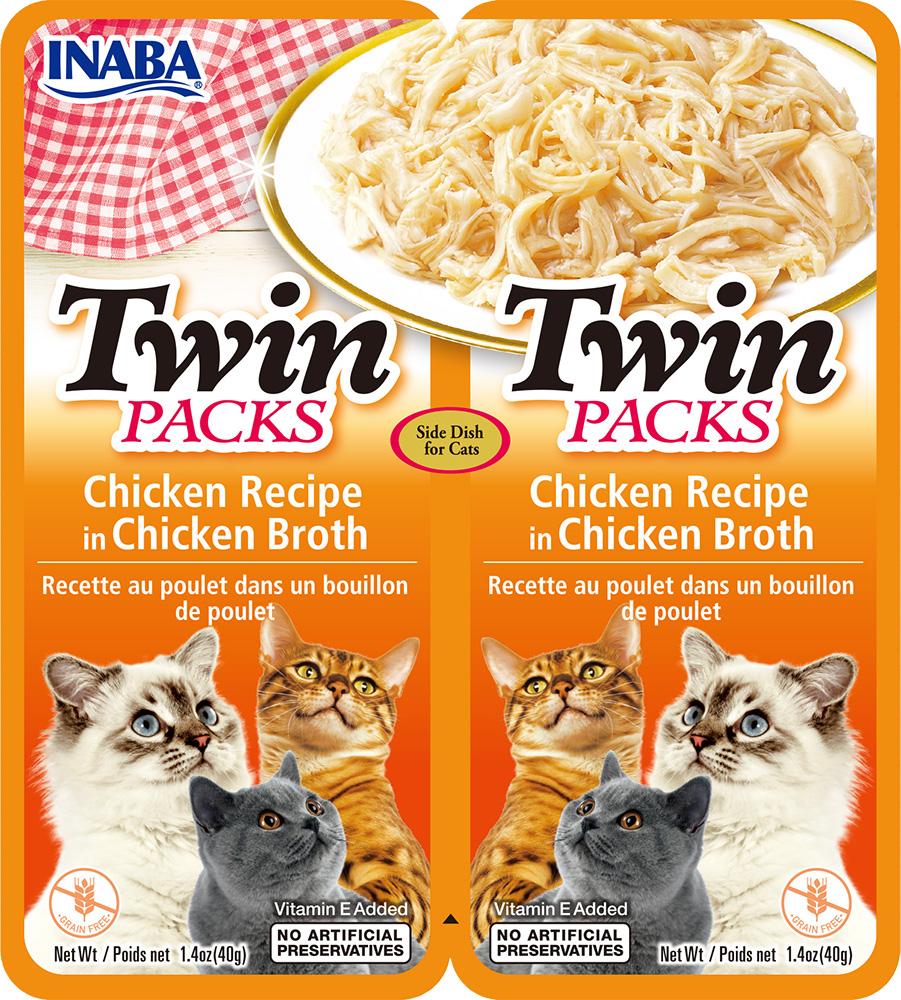 INABA®
Twin
PACKS
Chicken Recipe
in Chicken Broth
Recette au poulet dans un bouillon
de poulet
Vitamin E Added
NO ARTIFICIAL
PRESERVATIVES
GRAIN FREE
Net Wt / Poids net 1.4oz(40g)
Side Dish
for Cats
Twin
PACKS
Chicken Recipe
in Chicken Broth
Recette au poulet dans un bouillon
de poulet
Vitamin E Added
NO ARTIFICIAL
PRESERVATIVES
GRAIN FREE
Net Wt / Poids net 1.4oz(40g)